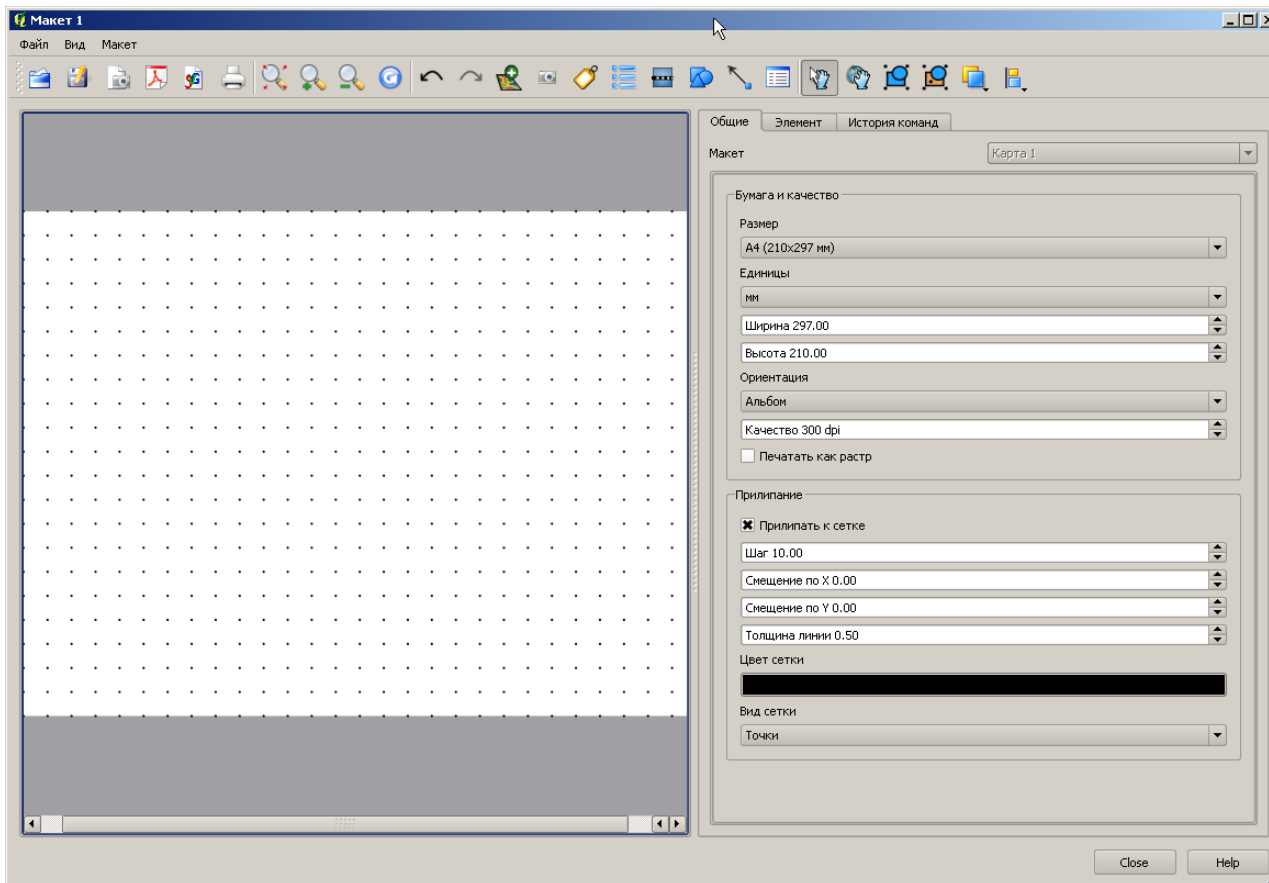 Макет 1
Файл Вид Макет
Общие Элемент История команд
Макет Карта 1
Бумага и качество
Размер
A4 (210x297 мм)
Единицы
мм
Ширина 297.00
Высота 210.00
Ориентация
Альбом
Качество 300 dpi
Печатать как растр
Прилипание
Прилипать к сетке
Шаг 10.00
Смещение по X 0.00
Смещение по Y 0.00
Толщина линии 0.50
Цвет сетки
Вид сетки
Точки
Close Help